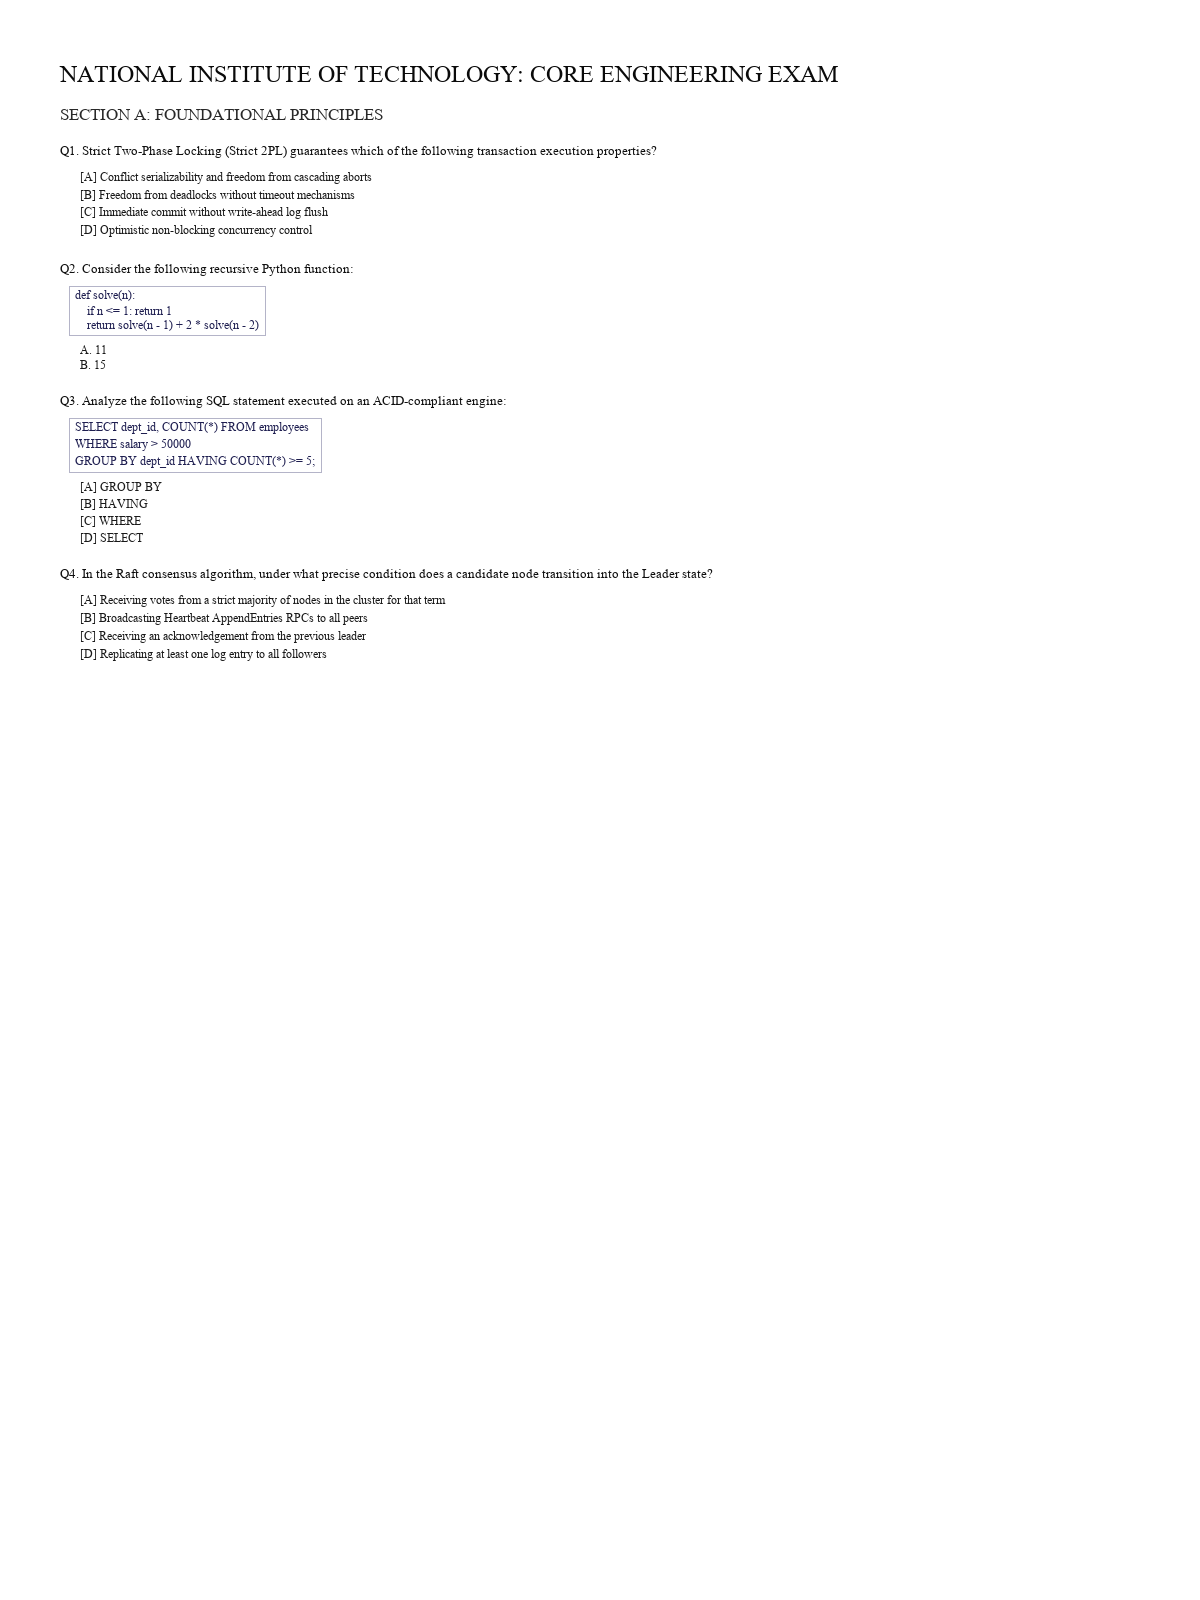 NATIONAL INSTITUTE OF TECHNOLOGY: CORE ENGINEERING EXAM
SECTION A: FOUNDATIONAL PRINCIPLES
Q1. Strict Two-Phase Locking (Strict 2PL) guarantees which of the following transaction execution properties?
[A] Conflict serializability and freedom from cascading aborts
[B] Freedom from deadlocks without timeout mechanisms
[C] Immediate commit without write-ahead log flush
[D] Optimistic non-blocking concurrency control
Q2. Consider the following recursive Python function:
def solve(n):
    if n <= 1: return 1
    return solve(n - 1) + 2 * solve(n - 2)
A. 11
B. 15
Q3. Analyze the following SQL statement executed on an ACID-compliant engine:
SELECT dept_id, COUNT(*) FROM employees
WHERE salary > 50000
GROUP BY dept_id HAVING COUNT(*) >= 5;
[A] GROUP BY
[B] HAVING
[C] WHERE
[D] SELECT
Q4. In the Raft consensus algorithm, under what precise condition does a candidate node transition into the Leader state?
[A] Receiving votes from a strict majority of nodes in the cluster for that term
[B] Broadcasting Heartbeat AppendEntries RPCs to all peers
[C] Receiving an acknowledgement from the previous leader
[D] Replicating at least one log entry to all followers